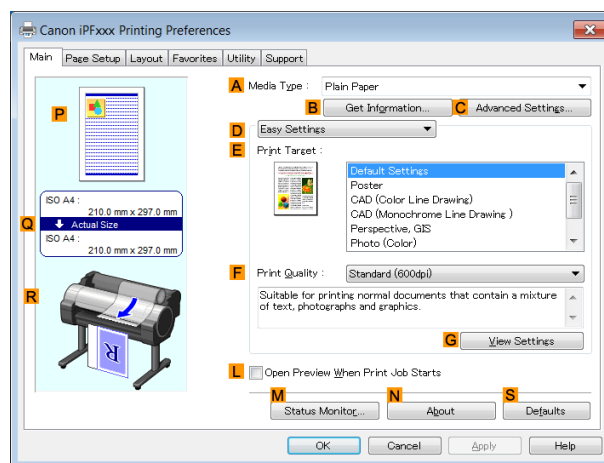 Canon iPFxxx Printing Preferences
Main Page Setup Layout Favorites Utility Support
A Media Type : Plain Paper
B Get Information... C Advanced Settings...
D Easy Settings
E Print Target :
Default Settings
Poster
CAD (Color Line Drawing)
CAD (Monochrome Line Drawing )
Perspective, GIS
Photo (Color)
P
ISO A4 :
210.0 mm x 297.0 mm
Q Actual Size
ISO A4 :
210.0 mm x 297.0 mm
R
R
F Print Quality : Standard (600dpi)
Suitable for printing normal documents that contain a mixture
of text, photographs and graphics.
G View Settings
L Open Preview When Print Job Starts
M N S
Status Monitor... About Defaults
OK Cancel Apply Help